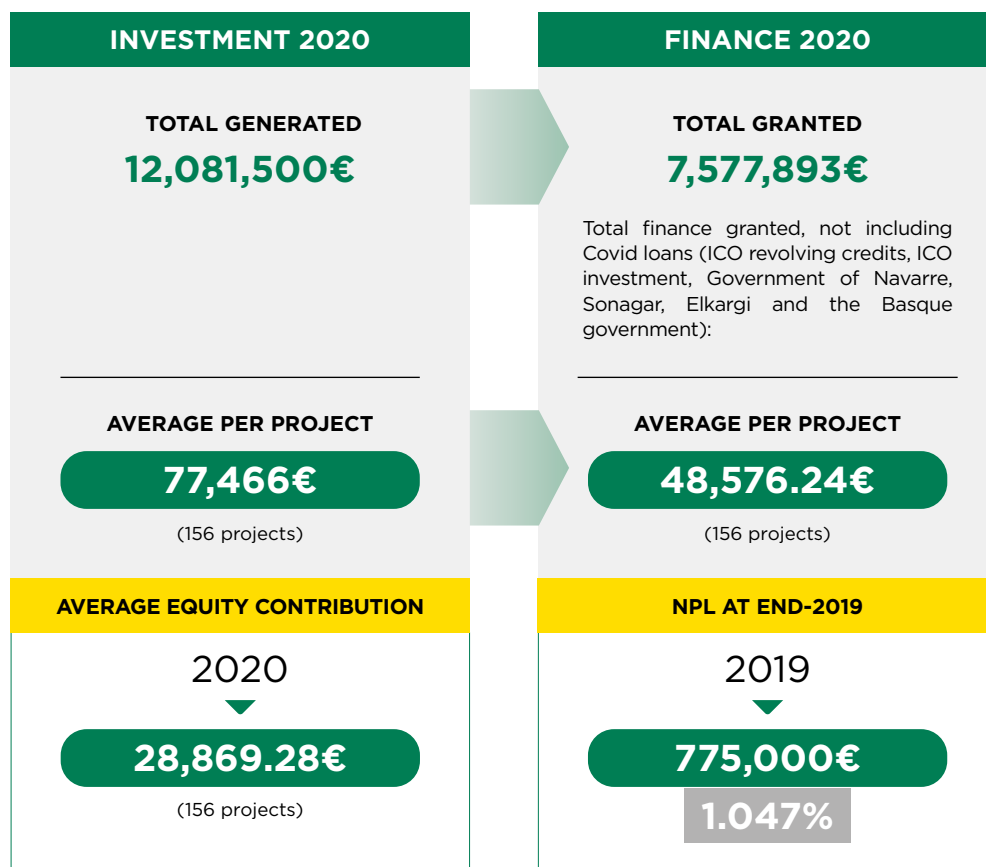 INVESTMENT 2020
TOTAL GENERATED
12,081,500€
AVERAGE PER PROJECT
77,466€
(156 projects)
AVERAGE EQUITY CONTRIBUTION
2020
28,869.28€
(156 projects)
FINANCE 2020
TOTAL GRANTED
7,577,893€
Total finance granted, not including
Covid loans (ICO revolving credits, ICO
investment, Government of Navarre,
Sonagar, Elkargi and the Basque
government):
AVERAGE PER PROJECT
48,576.24€
(156 projects)
NPL AT END-2019
2019
775,000€
1.047%